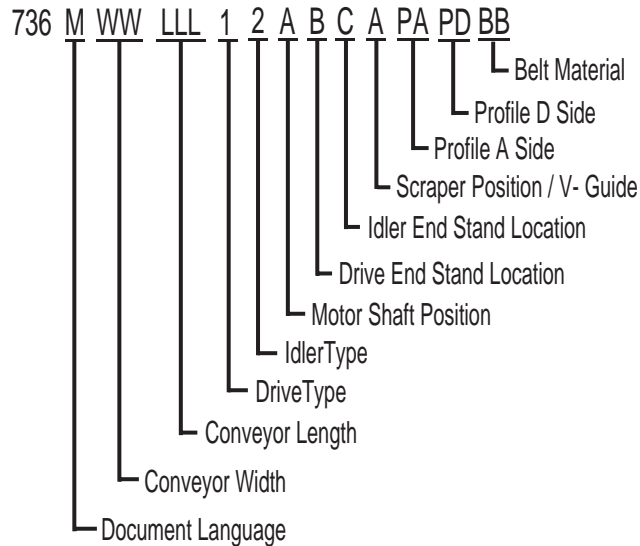 736 M WW LLL 1 2 A B C A PA PD BB
Belt Material
Profile D Side
Profile A Side
Scraper Position / V- Guide
Idler End Stand Location
Drive End Stand Location
Motor Shaft Position
IdlerType
DriveType
Conveyor Length
Conveyor Width
Document Language